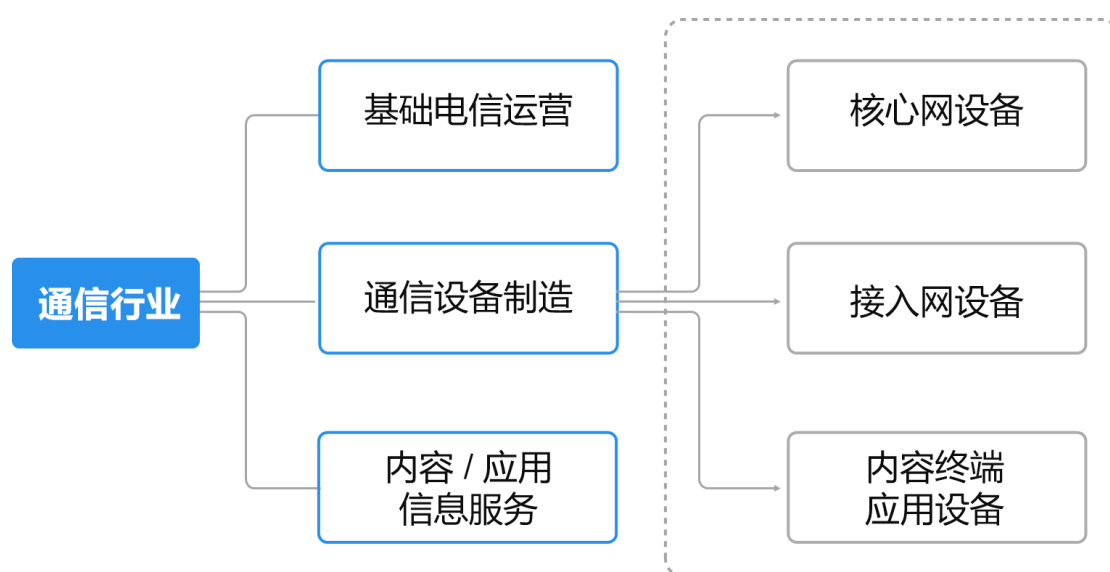 基础电信运营
核心网设备
通信行业
通信设备制造
接入网设备
内容 / 应用
信息服务
内容终端
应用设备